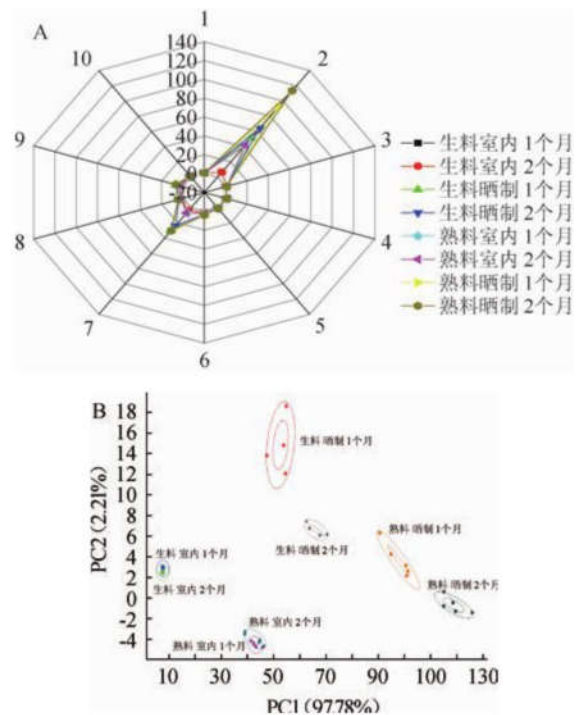 A
1
2
3
4
5
6
7
8
9
10
140
120
100
80
60
40
20
0
-20
生料室内 1个月
生料室内 2个月
生料晒制 1个月
生料晒制 2个月
熟料室内 1个月
熟料室内 2个月
熟料晒制 1个月
熟料晒制 2个月
B
PC2 (2.21%)
18
16
14
12
10
8
6
4
2
0
-2
-4
生料 晒制 1个月
生料 晒制 2个月
熟料 晒制 1个月
熟料 晒制 2个月
生料 室内 1个月
生料 室内 2个月
熟料 室内 2个月
熟料 室内 1个月
10 30 50 70 90 110 130
PC1 (97.78%)